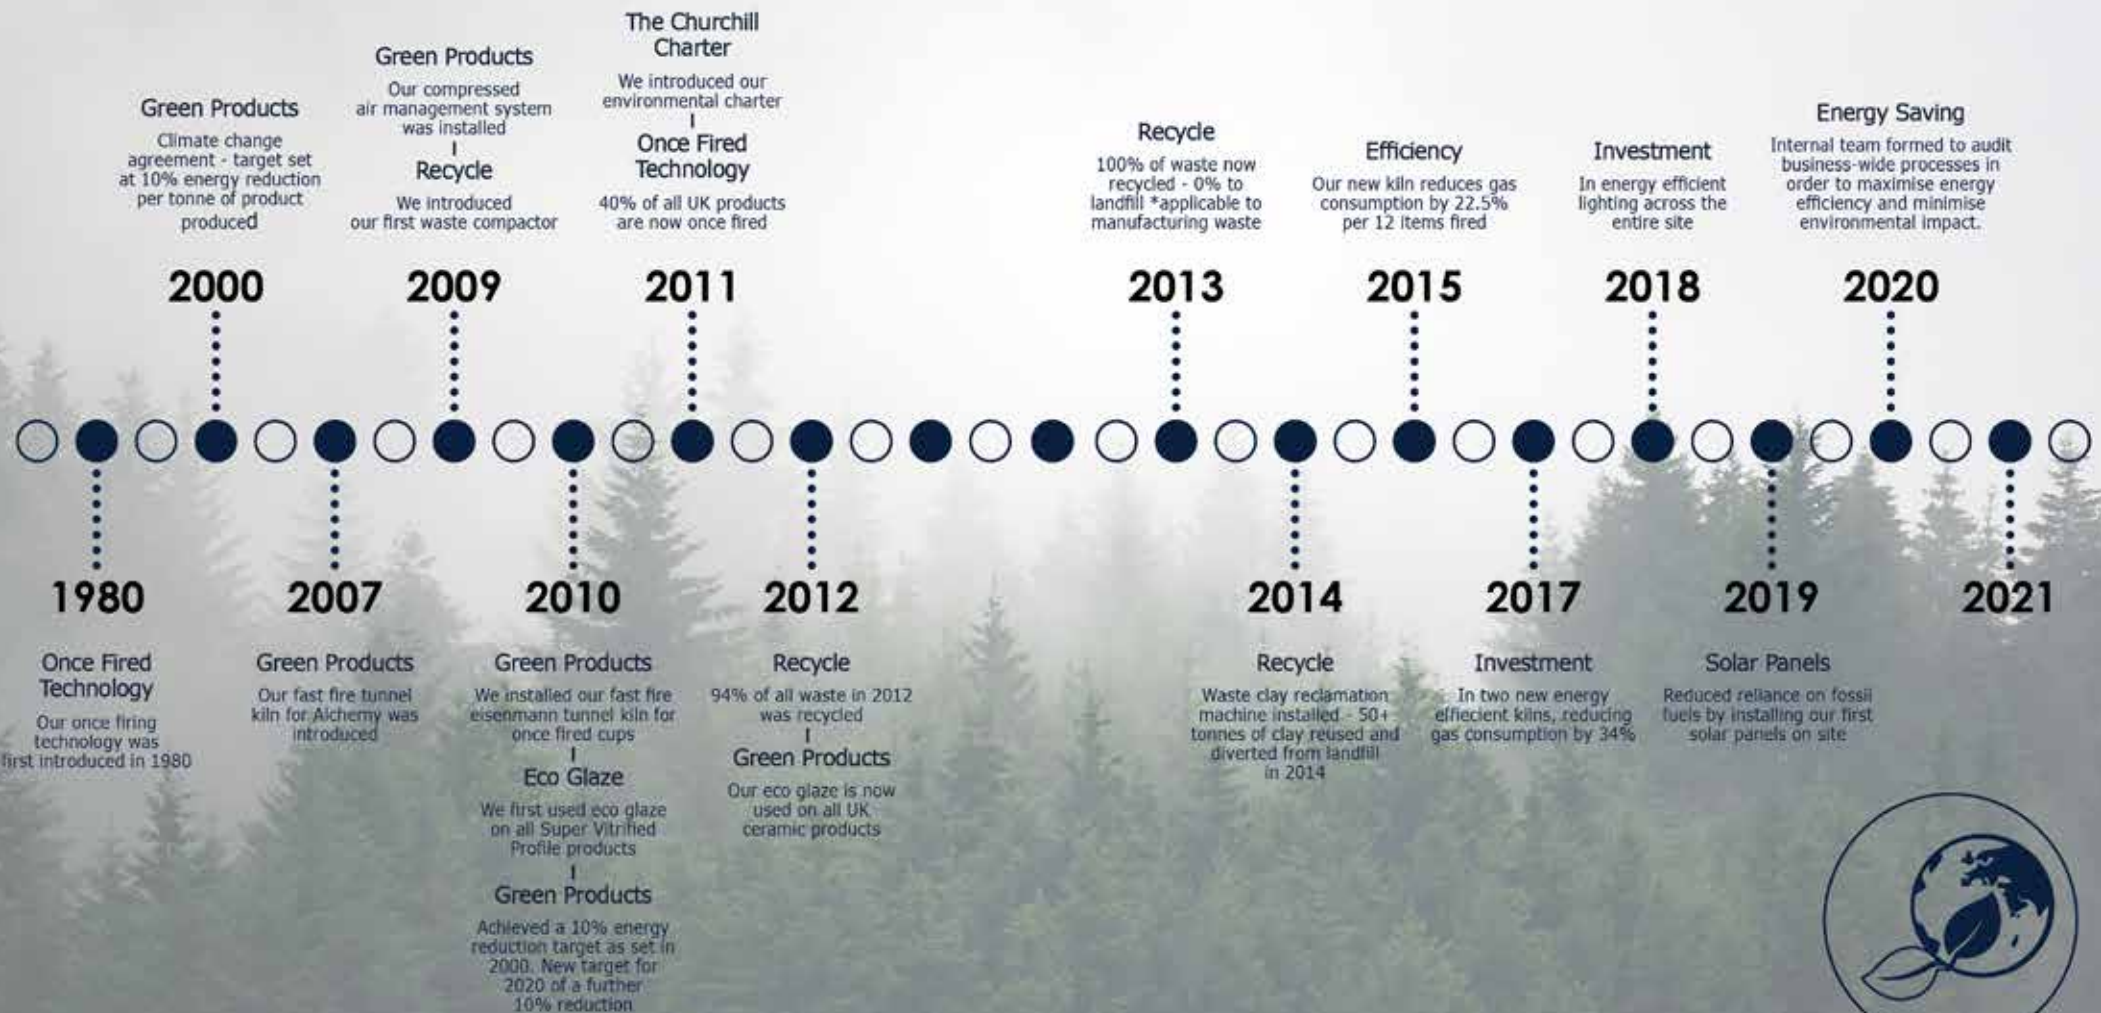 The Churchill
Charter
We introduced our
environmental charter
Once Fired
Technology
40% of all UK products
are now once fired
2011
Green Products
Our compressed
air management system
was installed
Recycle
We introduced
our first waste compactor
2009
Green Products
Climate change
agreement - target set
at 10% energy reduction
per tonne of product
produced
2000
Recycle
100% of waste now
recycled - 0% to
landfill *applicable to
manufacturing waste
2013
Efficiency
Our new kiln reduces gas
consumption by 22.5%
per 12 items fired
2015
Investment
In energy efficient
lighting across the
entire site
2018
Energy Saving
Internal team formed to audit
business-wide processes in
order to maximise energy
efficiency and minimise
environmental impact.
2020
1980
Once Fired
Technology
Our once firing
technology was
first introduced in 1980
2007
Green Products
Our fast fire tunnel
kiln for Alchemy was
introduced
2010
Green Products
We installed our fast fire
eisenmann tunnel kiln for
once fired cups
Eco Glaze
We first used eco glaze
on all Super Vitrified
Profile products
Green Products
Achieved a 10% energy
reduction target as set in
2000. New target for
2020 of a further
10% reduction
2012
Recycle
94% of all waste in 2012
was recycled
Green Products
Our eco glaze is now
used on all UK
ceramic products
2014
Recycle
Waste clay reclamation
machine installed - 50+
tonnes of clay reused and
diverted from landfill
in 2014
2017
Investment
In two new energy
effiecient kilns, reducing
gas consumption by 34%
2019
Solar Panels
Reduced reliance on fossil
fuels by installing our first
solar panels on site
2021